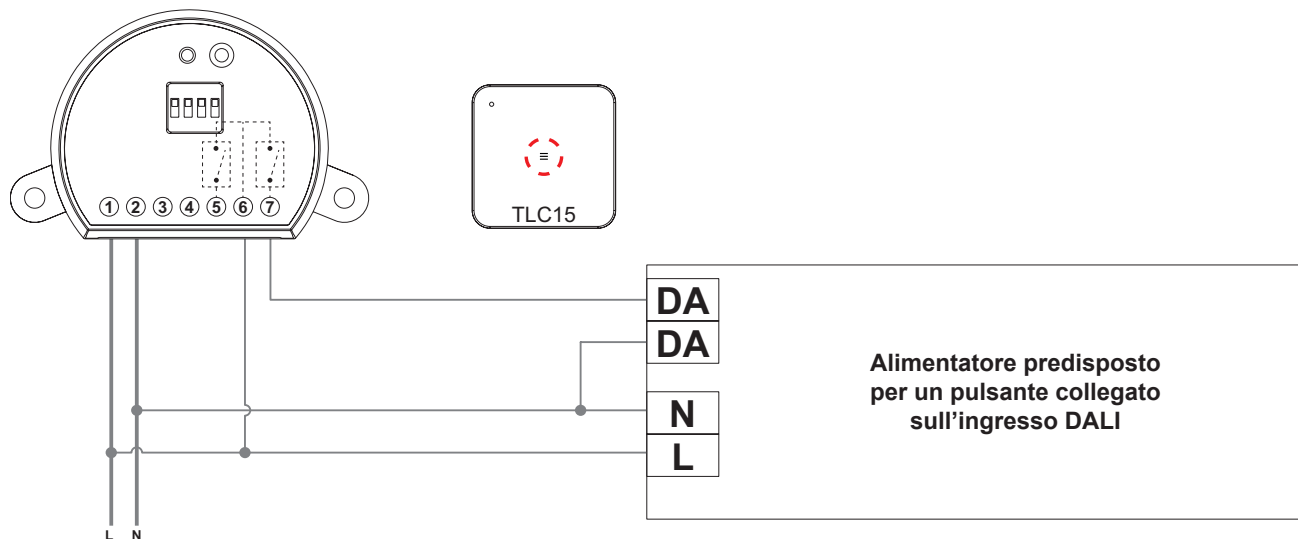 1 2 3 4 5 6 7
TLC15
DA
DA
N
L
Alimentatore predisposto
per un pulsante collegato
sull’ingresso DALI
L N